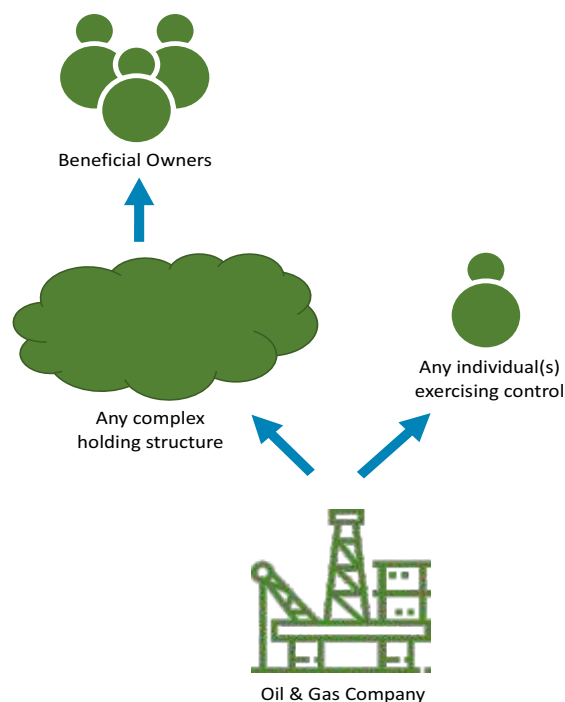 Beneficial Owners
Any complex
holding structure
Any individual(s)
exercising control
Oil & Gas Company